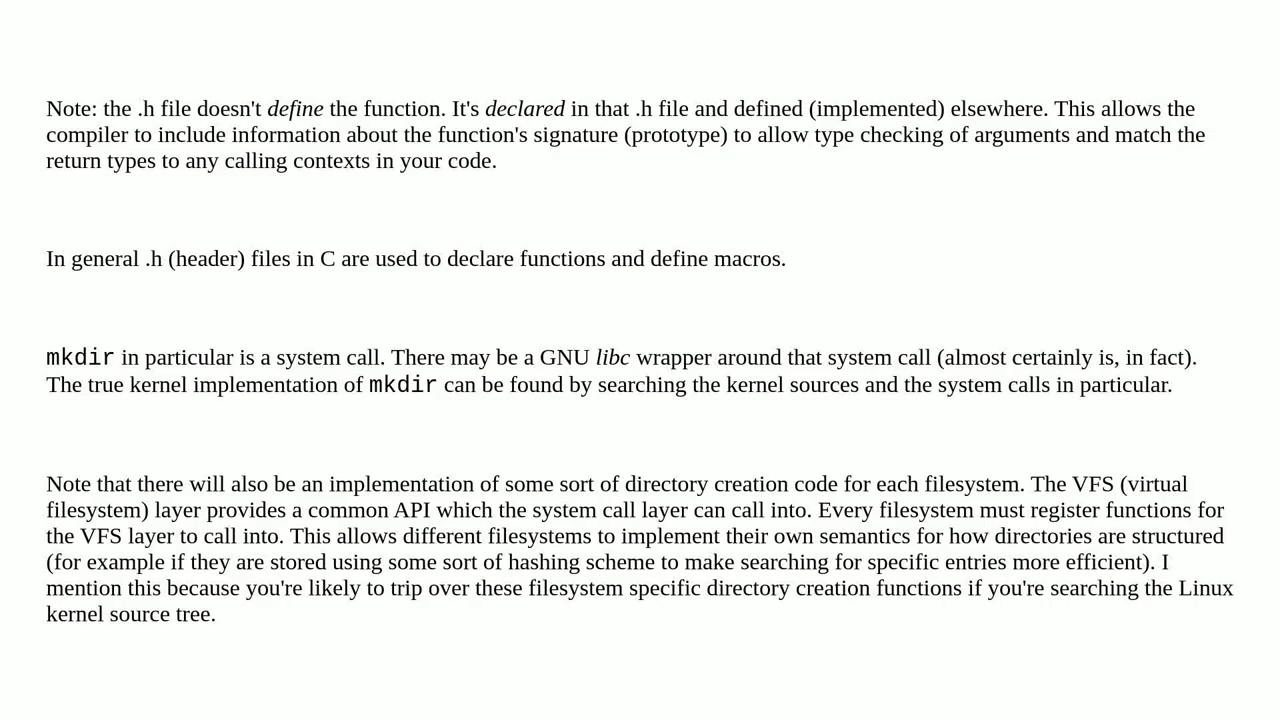 Note: the .h file doesn't define the function. It's declared in that .h file and defined (implemented) elsewhere. This allows the
compiler to include information about the function's signature (prototype) to allow type checking of arguments and match the
return types to any calling contexts in your code.
In general .h (header) files in C are used to declare functions and define macros.
mkdir in particular is a system call. There may be a GNU libc wrapper around that system call (almost certainly is, in fact).
The true kernel implementation of mkdir can be found by searching the kernel sources and the system calls in particular.
Note that there will also be an implementation of some sort of directory creation code for each filesystem. The VFS (virtual
filesystem) layer provides a common API which the system call layer can call into. Every filesystem must register functions for
the VFS layer to call into. This allows different filesystems to implement their own semantics for how directories are structured
(for example if they are stored using some sort of hashing scheme to make searching for specific entries more efficient). I
mention this because you're likely to trip over these filesystem specific directory creation functions if you're searching the Linux
kernel source tree.